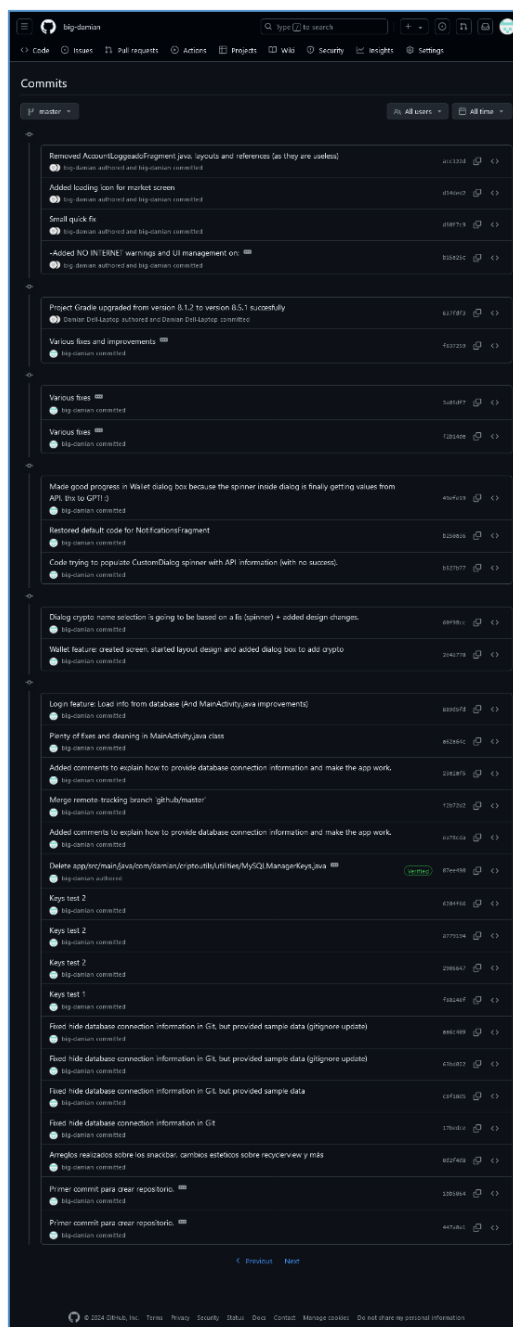 big-damian
Type / to search
Code Issues Pull requests Actions Projects Wiki Security Insights Settings
Commits
master All users All time
Removed AccountLoggeadoFragment java, layouts and references (as they are useless)
big-damian authored and big-damian committed
Added loading icon for market screen
big-damian authored and big-damian committed
Small quick fix
big-damian authored and big-damian committed
-Added NO INTERNET warnings and UI management on:
big-damian authored and big-damian committed
Project Gradle upgraded from version 8.1.2 to version 8.5.1 succesfully
Damian Dell-Laptop authored and Damian Dell-Laptop committed
Various fixes and improvements
big-damian committed
Various fixes
big-damian committed
Various fixes
big-damian committed
Made good progress in Wallet dialog box because the spinner inside dialog is finally getting values from
API, thx to GPT! :)
big-damian committed
Restored default code for NotificationsFragment
big-damian committed
Code trying to populate CustomDialog spinner with API information (with no success).
big-damian committed
Dialog crypto name selection is going to be based on a lis (spinner) + added design changes.
big-damian committed
Wallet feature: created screen, started layout design and added dialog box to add crypto
big-damian committed
Login feature: Load info from database (And MainActivity.java improvements)
big-damian committed
Plenty of fixes and cleaning in MainActivity.java class
big-damian committed
Added comments to explain how to provide database connection information and make the app work.
big-damian committed
Merge remote-tracking branch 'github/master'
big-damian committed
Added comments to explain how to provide database connection information and make the app work.
big-damian committed
Delete app/src/main/java/com/damian/criptoutils/utilities/MySQLManagerKeys.java Verified
big-damian authored
Keys test 2
big-damian committed
Keys test 2
big-damian committed
Keys test 2
big-damian committed
Keys test 1
big-damian committed
Fixed hide database connection information in Git, but provided sample data (gitignore update)
big-damian committed
Fixed hide database connection information in Git, but provided sample data (gitignore update)
big-damian committed
Fixed hide database connection information in Git, but provided sample data
big-damian committed
Fixed hide database connection information in Git
big-damian committed
Arreglos realizados sobre los snackbar, cambios esteticos sobre recyclerview y más
big-damian committed
Primer commit para crear repositorio.
big-damian committed
Primer commit para crear repositorio.
big-damian committed
Previous Next
© 2024 GitHub, Inc. Terms Privacy Security Status Docs Contact Manage cookies Do not share my personal information